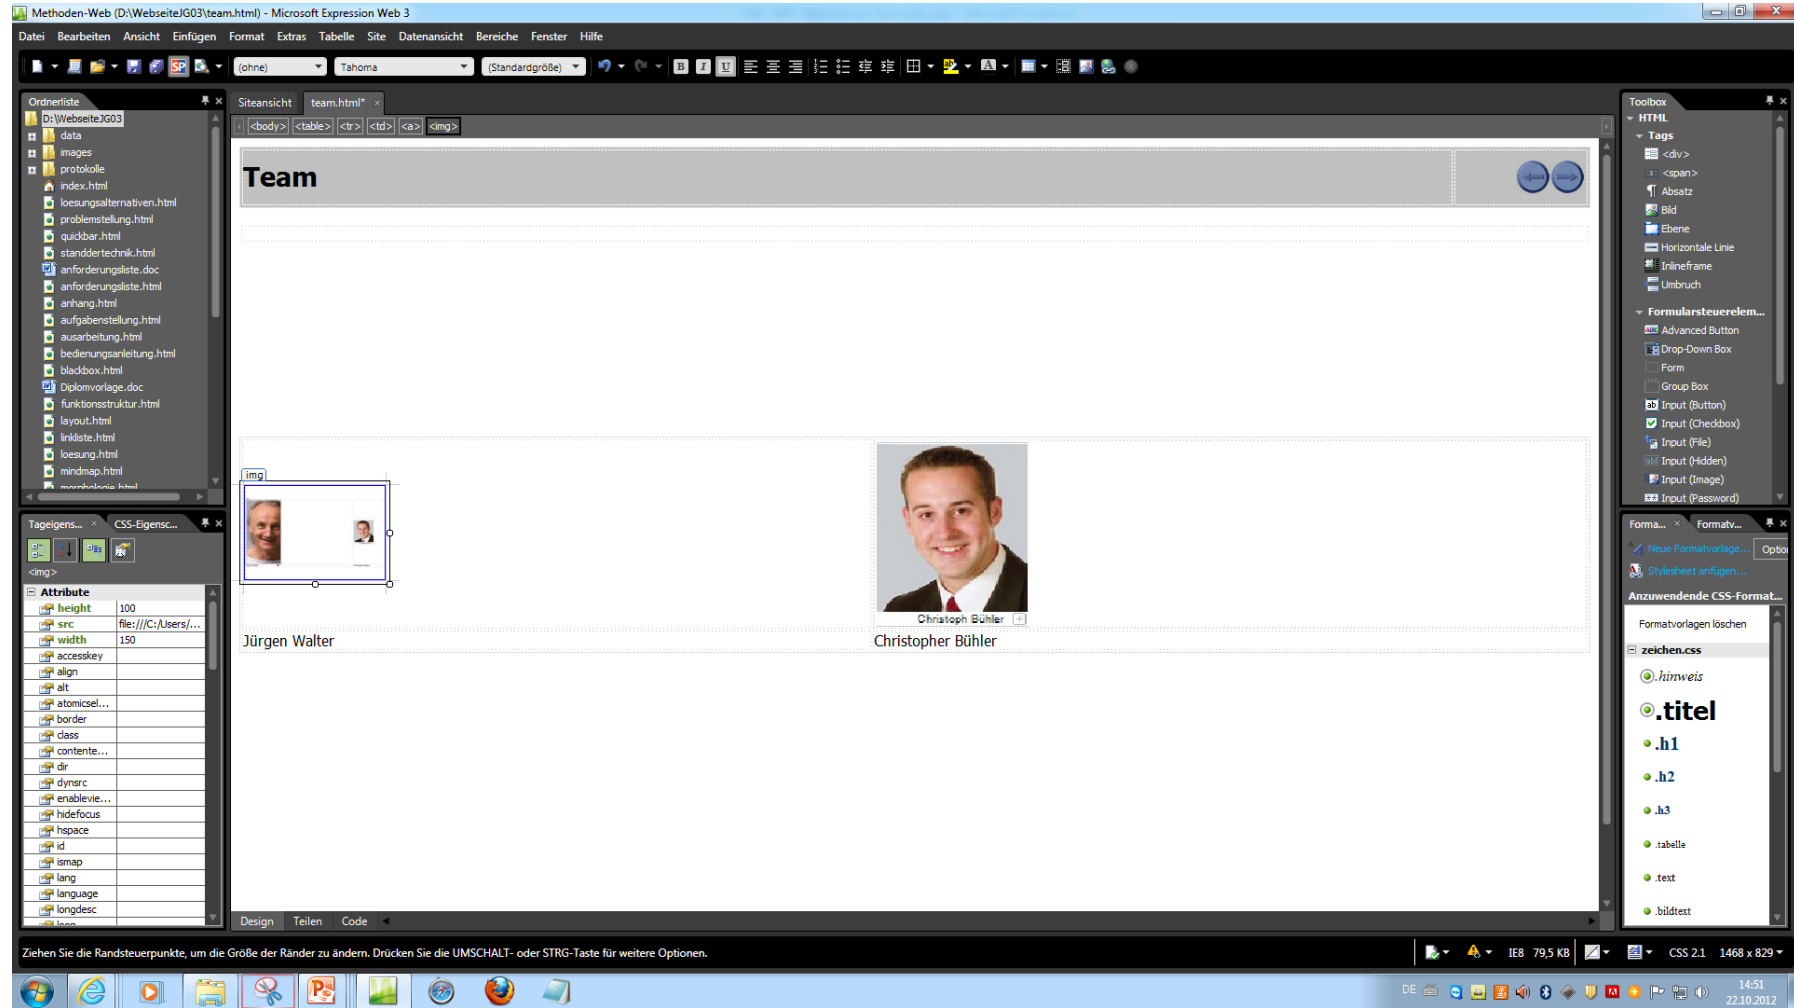 Methoden-Web (D:\WebseiteJG03\team.html) - Microsoft Expression Web 3
Datei Bearbeiten Ansicht Einfügen Format Extras Tabelle Site Datenansicht Bereiche Fenster Hilfe
(ohne) Tahoma (Standardgröße)
Ordnerliste
D:\WebseiteJG03
data
images
protokolle
index.html
loesungsalternativen.html
problemstellung.html
quickbar.html
standdertechnik.html
anforderungsliste.doc
anforderungsliste.html
anhang.html
aufgabenstellung.html
ausarbeitung.html
bedienungsanleitung.html
blackbox.html
Diplomvorlage.doc
funktionsstruktur.html
layout.html
linkliste.html
loesung.html
mindmap.html
morphologie.html
Tageigens... CSS-Eigensc...
<img>
Attribute
height 100
src file:///C:/Users/...
width 150
accesskey
align
alt
atomicsel...
border
class
contente...
dir
dynsrc
enablevie...
hidefocus
hspace
id
ismap
lang
language
longdesc
loop
Siteansicht team.html*
<body> <table> <tr> <td> <a> <img>
Team
img
Christoph Bühler
Jürgen Walter
Christopher Bühler
Design Teilen Code
Toolbox
HTML
Tags
<div>
<span>
Absatz
Bild
Ebene
Horizontale Linie
Inlineframe
Umbruch
Formularsteuerelem...
Advanced Button
Drop-Down Box
Form
Group Box
Input (Button)
Input (Checkbox)
Input (File)
Input (Hidden)
Input (Image)
Input (Password)
Forma... Formatv...
Neue Formatvorlage... Optio
Stylesheet anfügen...
Anzuwendende CSS-Format...
Formatvorlagen löschen
zeichen.css
.hinweis
.titel
.h1
.h2
.h3
.tabelle
.text
.bildtext
Ziehen Sie die Randsteuerpunkte, um die Größe der Ränder zu ändern. Drücken Sie die UMSCHALT- oder STRG-Taste für weitere Optionen.
IE8 79,5 KB CSS 2.1 1468 x 829
DE 14:51
22.10.2012